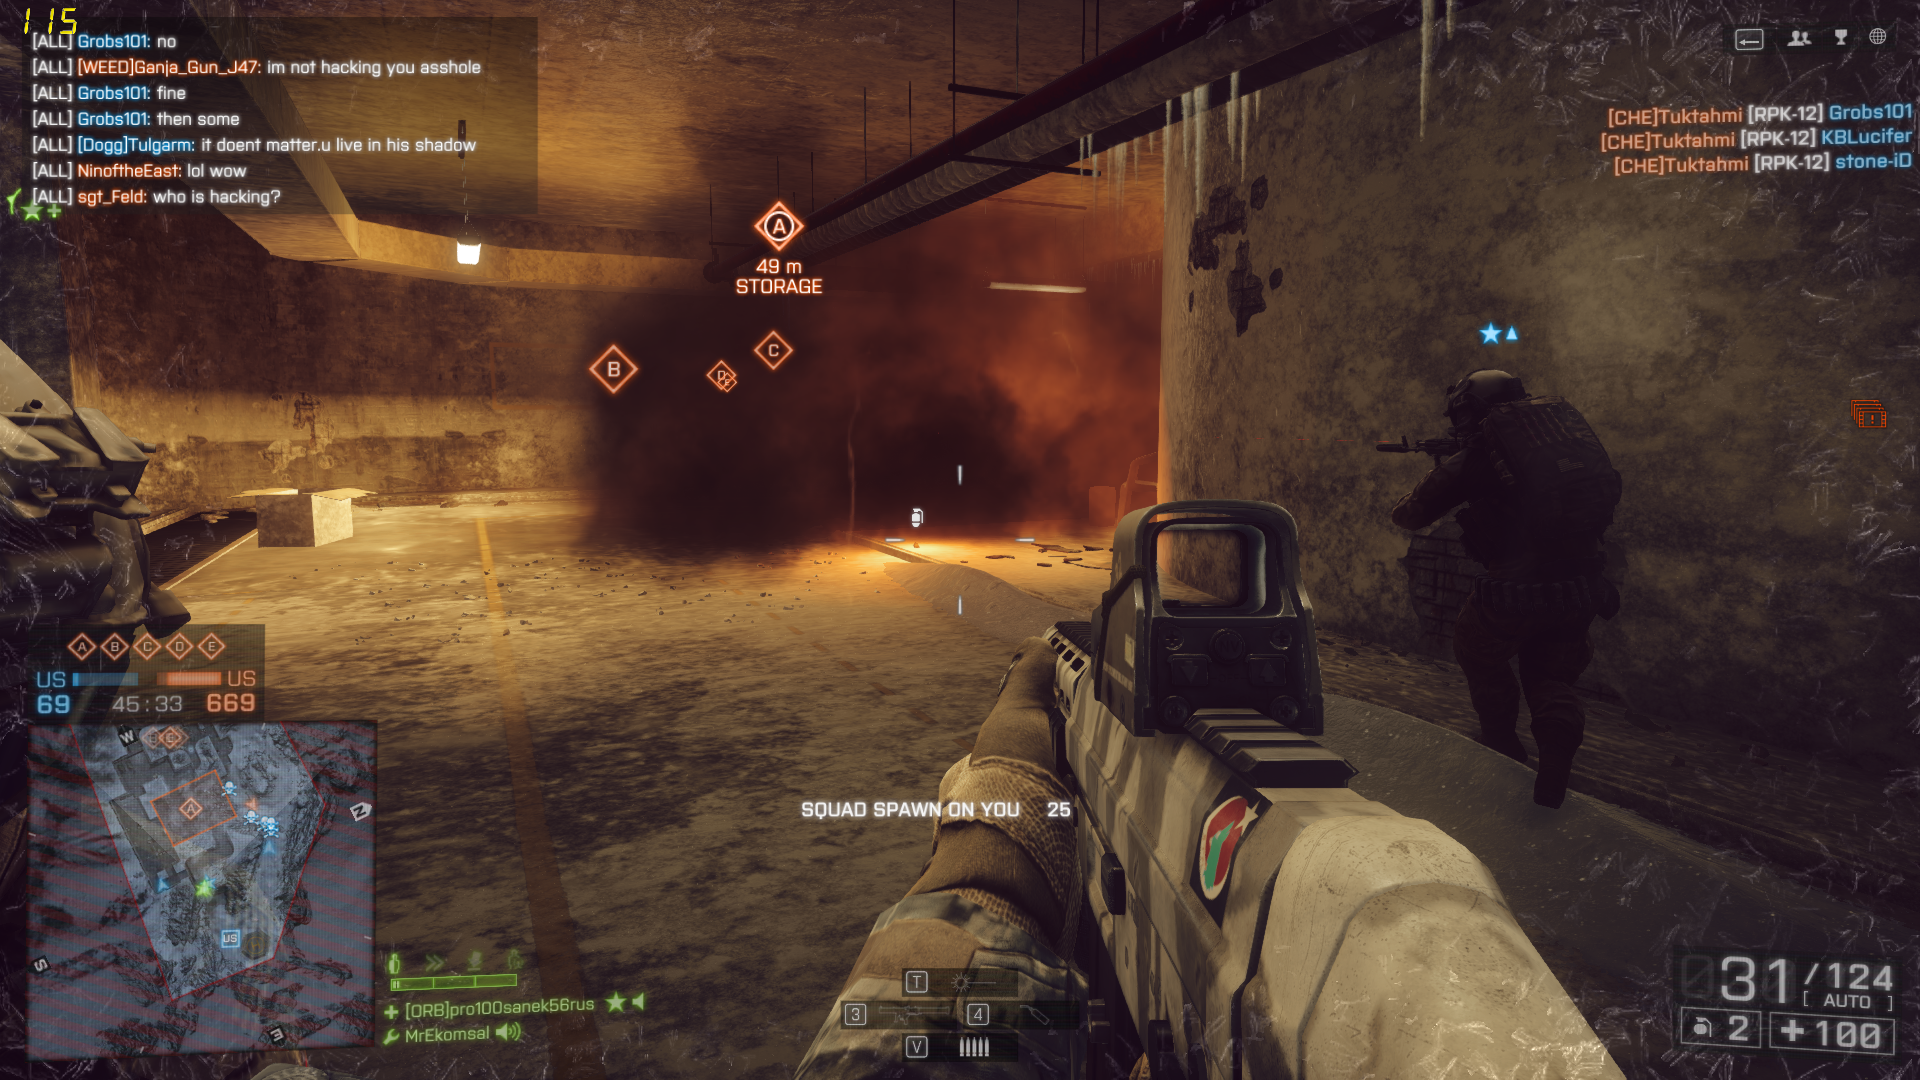 115
[ALL] Grobs101: no
[ALL] [WEED]Ganja_Gun_J47: im not hacking you asshole
[ALL] Grobs101: fine
[ALL] Grobs101: then some
[ALL] [Dogg]Tulgarm: it doent matter.u live in his shadow
[ALL] NinoftheEast: lol wow
[ALL] sgt_Feld: who is hacking?
[CHE]Tuktahmi [RPK-12] Grobs101
[CHE]Tuktahmi [RPK-12] KBLucifer
[CHE]Tuktahmi [RPK-12] stone-iD
A
49 m
STORAGE
B
D
C
A B C D E
US US
69 45:33 669
W
C
A
N
US
S
E
SQUAD SPAWN ON YOU 25
[ORB]pro100sanek56rus
MrEkomsal
T
3 4
V
31/124
[ AUTO ]
2 +100